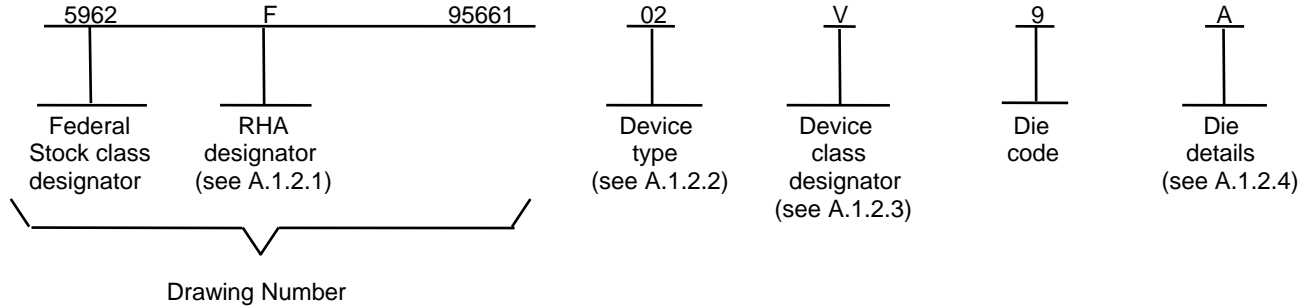 5962 F 95661 02 V 9 A
Federal
Stock class
designator
RHA
designator
(see A.1.2.1)
Device
type
(see A.1.2.2)
Device
class
designator
(see A.1.2.3)
Die
code
Die
details
(see A.1.2.4)
Drawing Number